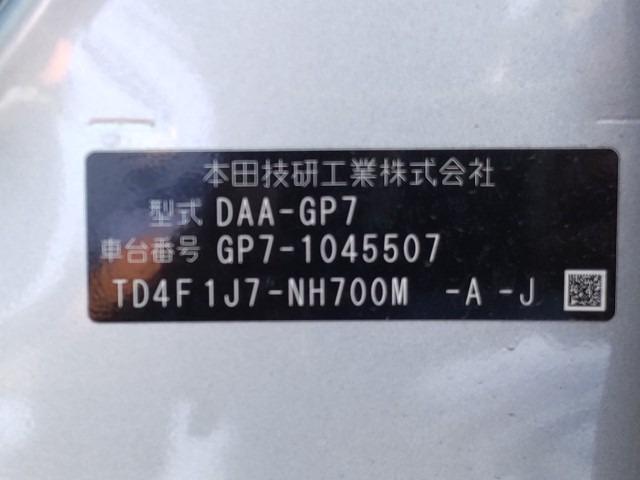 本田技研工業株式会社
型式 DAA-GP7
車台番号 GP7-1045507
TD4F1J7-NH700M -A -J